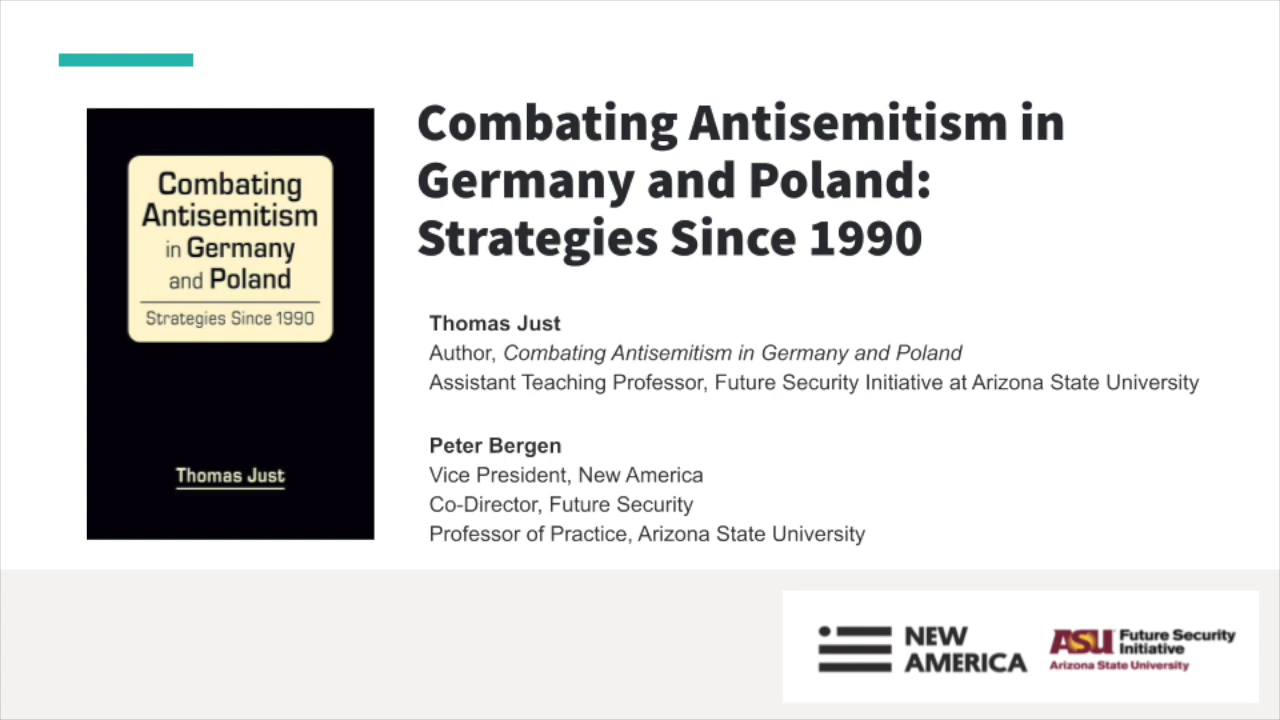 Combating
Antisemitism
in Germany
and Poland
Strategies Since 1990
Thomas Just
Combating Antisemitism in
Germany and Poland:
Strategies Since 1990
Thomas Just
Author, Combating Antisemitism in Germany and Poland
Assistant Teaching Professor, Future Security Initiative at Arizona State University
Peter Bergen
Vice President, New America
Co-Director, Future Security
Professor of Practice, Arizona State University
NEW
AMERICA
ASU Future Security
Initiative
Arizona State University